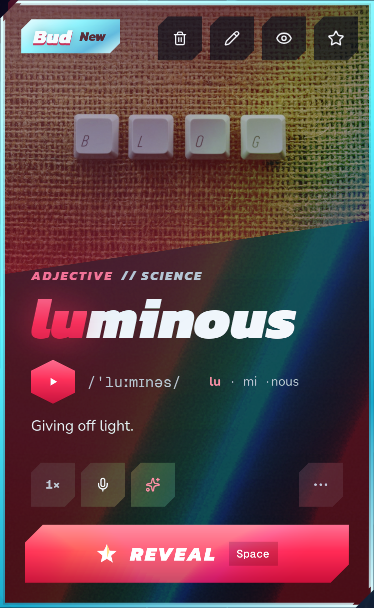 Bud New
B L O G
ADJECTIVE // SCIENCE
luminous
/ˈluːmɪnəs/ lu · mi · nous
Giving off light.
1×
REVEAL Space